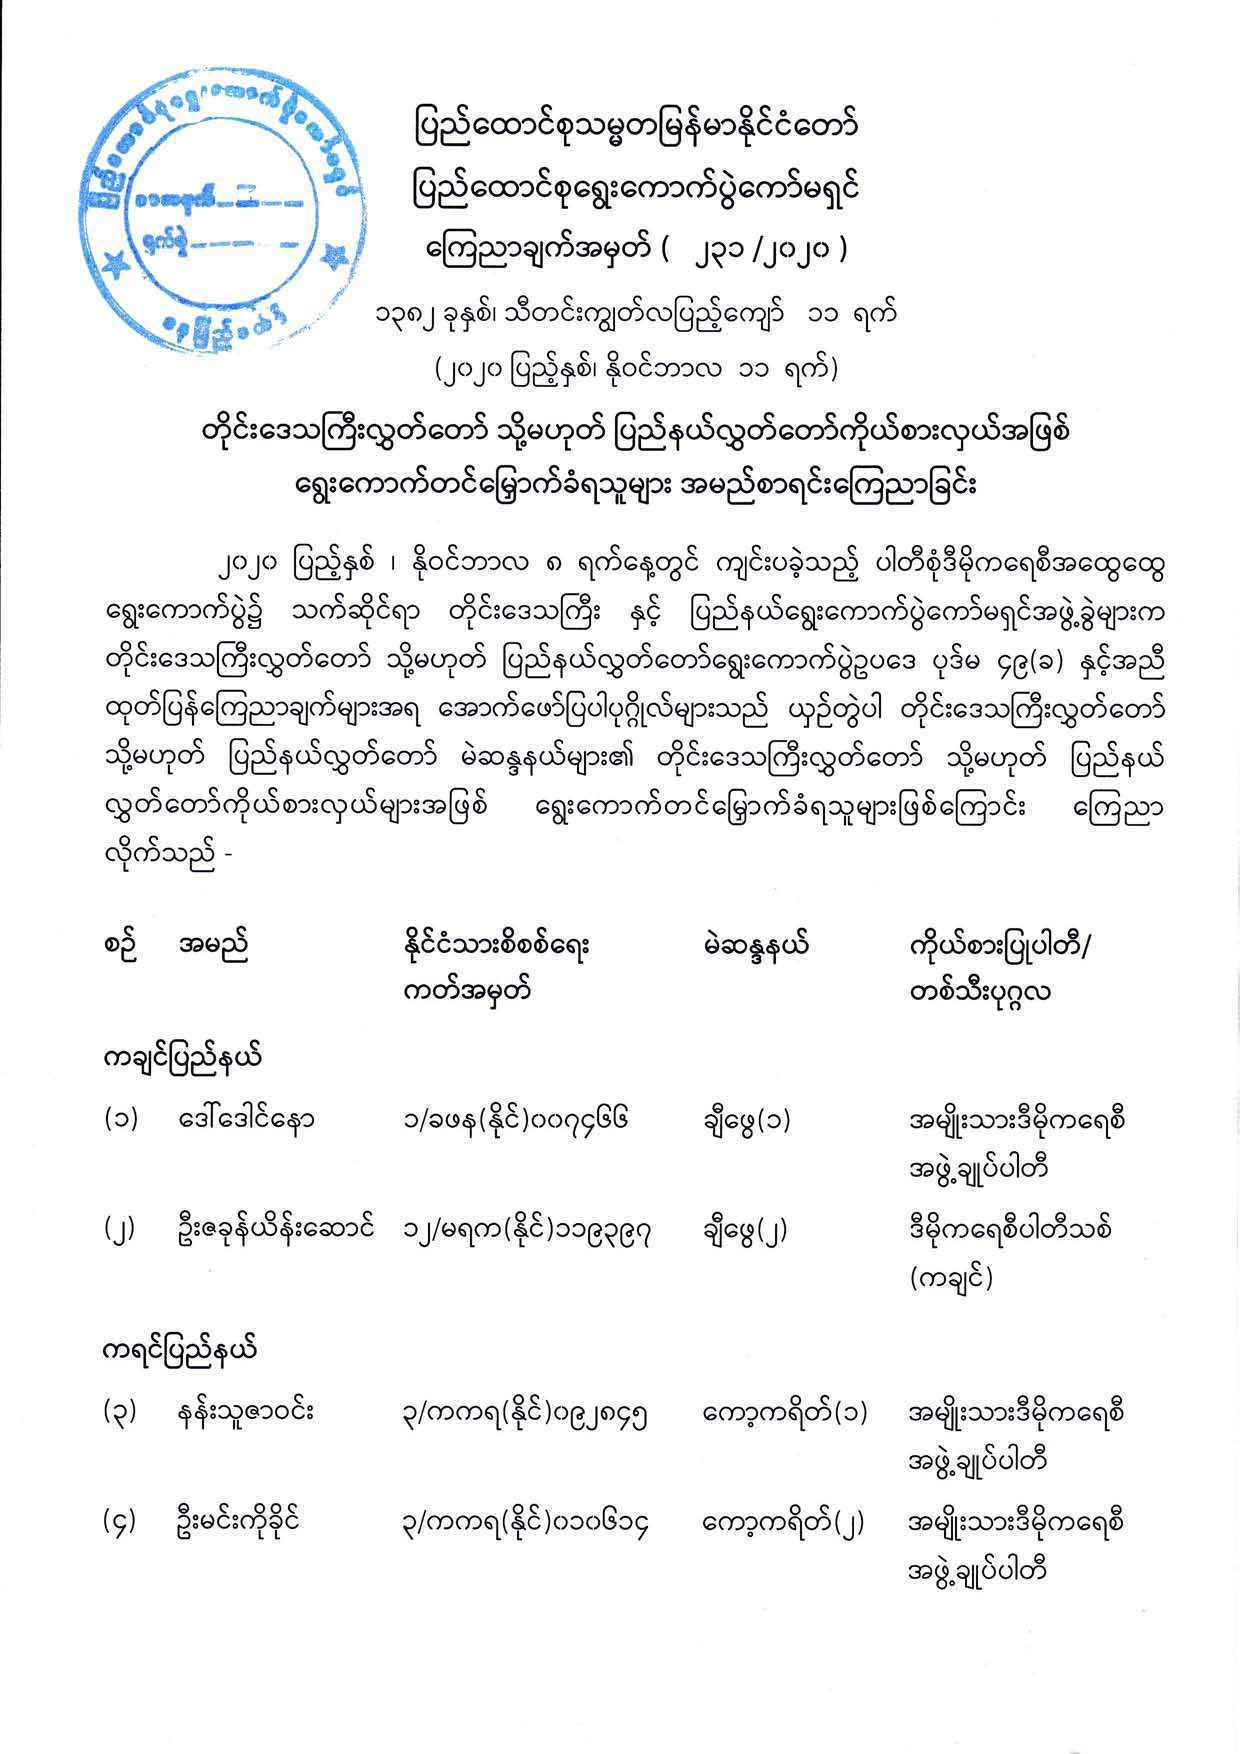 ပြည်ထောင်စုသမ္မတမြန်မာနိုင်ငံတော်
ပြည်ထောင်စုရွေးကောက်ပွဲကော်မရှင်
ကြေညာချက်အမှတ် ( ၂၃၁ /၂၀၂၀ )
၁၃၈၂ ခုနှစ်၊ သီတင်းကျွတ်လပြည့်ကျော် ၁၁ ရက်
(၂၀၂၀ ပြည့်နှစ်၊ နိုဝင်ဘာလ ၁၁ ရက်)
တိုင်းဒေသကြီးလွှတ်တော် သို့မဟုတ် ပြည်နယ်လွှတ်တော်ကိုယ်စားလှယ်အဖြစ်
ရွေးကောက်တင်မြှောက်ခံရသူများ အမည်စာရင်းကြေညာခြင်း
၂၀၂၀ ပြည့်နှစ် ၊ နိုဝင်ဘာလ ၈ ရက်နေ့တွင် ကျင်းပခဲ့သည့် ပါတီစုံဒီမိုကရေစီအထွေထွေ
ရွေးကောက်ပွဲ၌ သက်ဆိုင်ရာ တိုင်းဒေသကြီး နှင့် ပြည်နယ်ရွေးကောက်ပွဲကော်မရှင်အဖွဲ့ခွဲများက
တိုင်းဒေသကြီးလွှတ်တော် သို့မဟုတ် ပြည်နယ်လွှတ်တော်ရွေးကောက်ပွဲဥပဒေ ပုဒ်မ ၄၉(ခ) နှင့်အညီ
ထုတ်ပြန်ကြေညာချက်များအရ အောက်ဖော်ပြပါပုဂ္ဂိုလ်များသည် ယှဉ်တွဲပါ တိုင်းဒေသကြီးလွှတ်တော်
သို့မဟုတ် ပြည်နယ်လွှတ်တော် မဲဆန္ဒနယ်များ၏ တိုင်းဒေသကြီးလွှတ်တော် သို့မဟုတ် ပြည်နယ်
လွှတ်တော်ကိုယ်စားလှယ်များအဖြစ် ရွေးကောက်တင်မြှောက်ခံရသူများဖြစ်ကြောင်း ကြေညာ
လိုက်သည် -
စဉ် အမည် နိုင်ငံသားစိစစ်ရေး မဲဆန္ဒနယ် ကိုယ်စားပြုပါတီ/
ကတ်အမှတ် တစ်သီးပုဂ္ဂလ
ကချင်ပြည်နယ်
(၁) ဒေါ်ဒေါင်နော ၁/ခဖန(နိုင်)၀၀၇၄၆၆ ချီဖွေ(၁) အမျိုးသားဒီမိုကရေစီ
အဖွဲ့ချုပ်ပါတီ
(၂) ဦးဇခုန်ယိန်းဆောင် ၁၂/မရက(နိုင်)၁၁၉၃၉၇ ချီဖွေ(၂) ဒီမိုကရေစီပါတီသစ်
(ကချင်)
ကရင်ပြည်နယ်
(၃) နန်းသူဇာဝင်း ၃/ကကရ(နိုင်)၀၉၂၈၄၅ ကော့ကရိတ်(၁) အမျိုးသားဒီမိုကရေစီ
အဖွဲ့ချုပ်ပါတီ
(၄) ဦးမင်းကိုခိုင် ၃/ကကရ(နိုင်)၀၁၀၆၁၄ ကော့ကရိတ်(၂) အမျိုးသားဒီမိုကရေစီ
အဖွဲ့ချုပ်ပါတီ